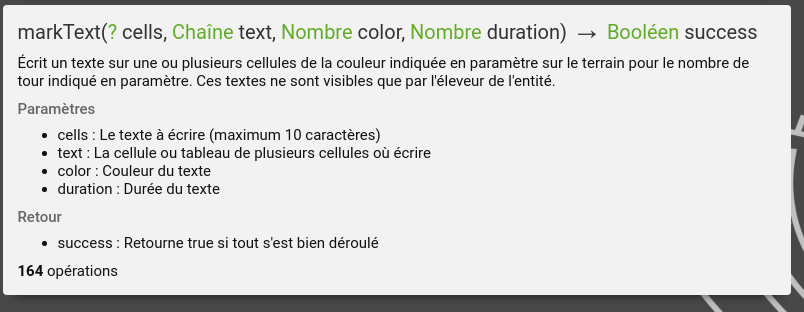 markText(? cells, Chaîne text, Nombre color, Nombre duration) → Booléen success
Écrit un texte sur une ou plusieurs cellules de la couleur indiquée en paramètre sur le terrain pour le nombre de
tour indiqué en paramètre. Ces textes ne sont visibles que par l'éleveur de l'entité.
Paramètres
• cells : Le texte à écrire (maximum 10 caractères)
• text : La cellule ou tableau de plusieurs cellules où écrire
• color : Couleur du texte
• duration : Durée du texte
Retour
• success : Retourne true si tout s'est bien déroulé
164 opérations